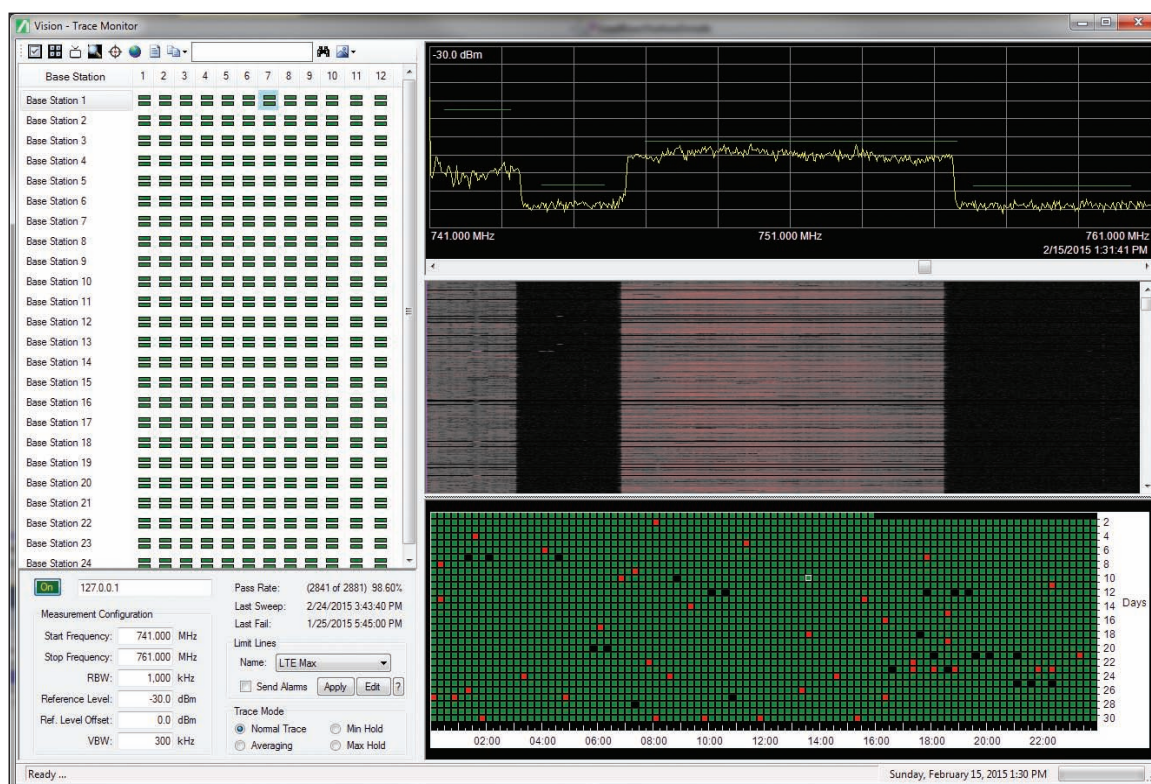 Vision - Trace Monitor
Base Station 1 2 3 4 5 6 7 8 9 10 11 12
Base Station 1
Base Station 2
Base Station 3
Base Station 4
Base Station 5
Base Station 6
Base Station 7
Base Station 8
Base Station 9
Base Station 10
Base Station 11
Base Station 12
Base Station 13
Base Station 14
Base Station 15
Base Station 16
Base Station 17
Base Station 18
Base Station 19
Base Station 20
Base Station 21
Base Station 22
Base Station 23
Base Station 24
On 127.0.0.1
Measurement Configuration
Start Frequency: 741.000 MHz
Stop Frequency: 761.000 MHz
RBW: 1,000 kHz
Reference Level: -30.0 dBm
Ref. Level Offset: 0.0 dBm
VBW: 300 kHz
Pass Rate: (2841 of 2881) 98.60%
Last Sweep: 2/24/2015 3:43:40 PM
Last Fail: 1/25/2015 5:45:00 PM
Limit Lines
Name: LTE Max
Send Alarms Apply Edit ?
Trace Mode
Normal Trace Min Hold
Averaging Max Hold
-30.0 dBm
741.000 MHz 751.000 MHz 761.000 MHz
2/15/2015 1:31:41 PM
2
4
6
8
10
12
Days
14
16
18
20
22
24
26
28
30
02:00 04:00 06:00 08:00 10:00 12:00 14:00 16:00 18:00 20:00 22:00
Ready ... Sunday, February 15, 2015 1:30 PM